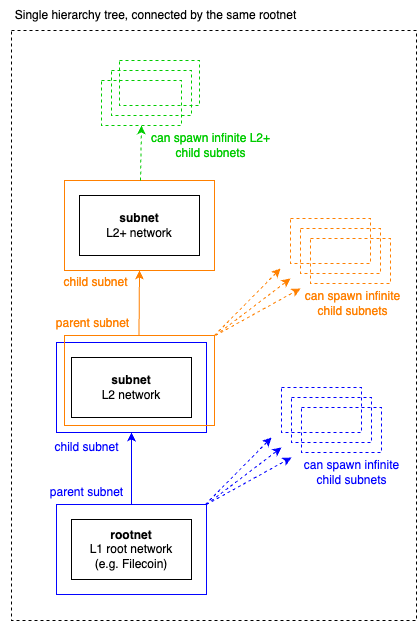 Single hierarchy tree, connected by the same rootnet
can spawn infinite L2+
child subnets
subnet
L2+ network
child subnet
can spawn infinite
child subnets
parent subnet
subnet
L2 network
child subnet
can spawn infinite
child subnets
parent subnet
rootnet
L1 root network
(e.g. Filecoin)